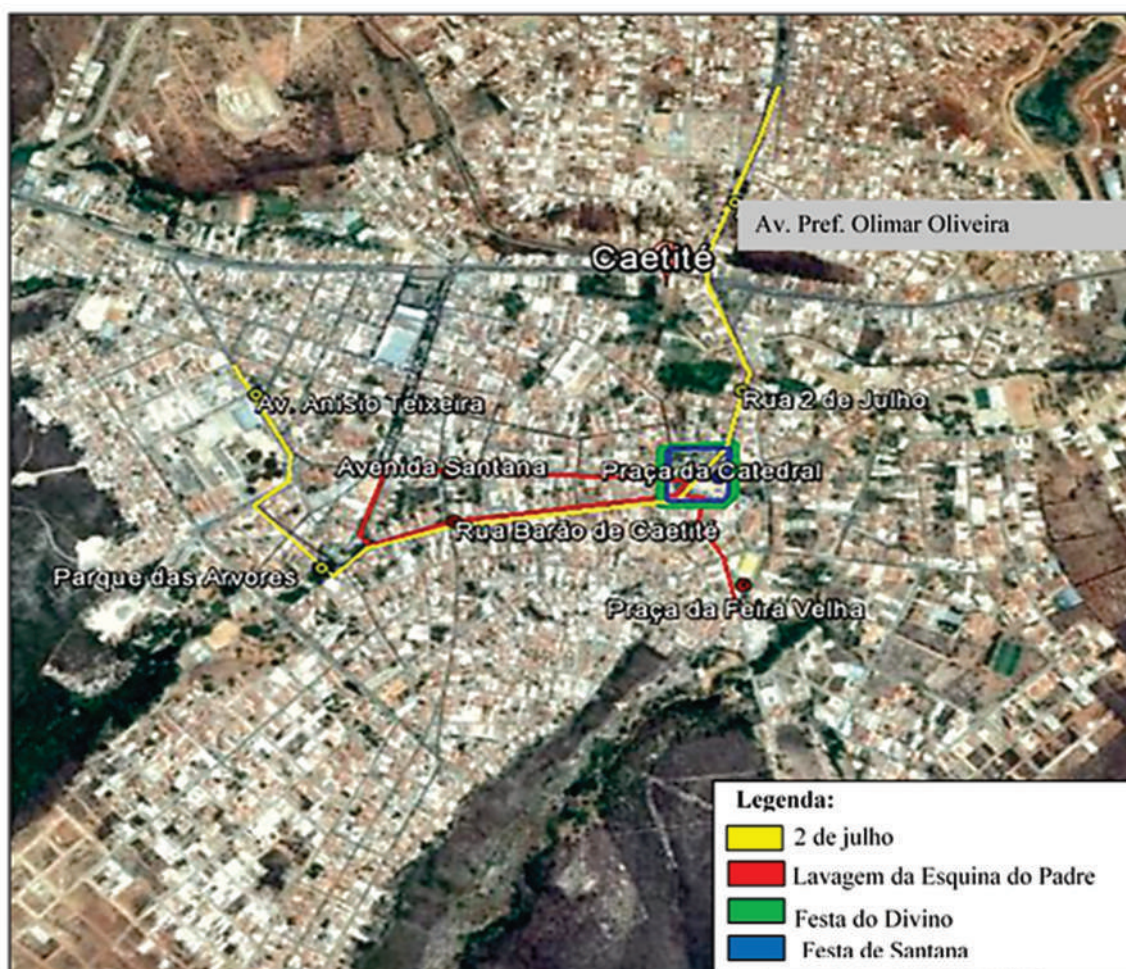 Av. Pref. Olimar Oliveira
Caetité
Av. Anísio Teixeira
Rua 2 de Julho
Avenida Santana
Praça da Catedral
Rua Barão de Caetité
Parque das Arvores
Praça da Feira Velha
Legenda:
2 de julho
Lavagem da Esquina do Padre
Festa do Divino
Festa de Santana